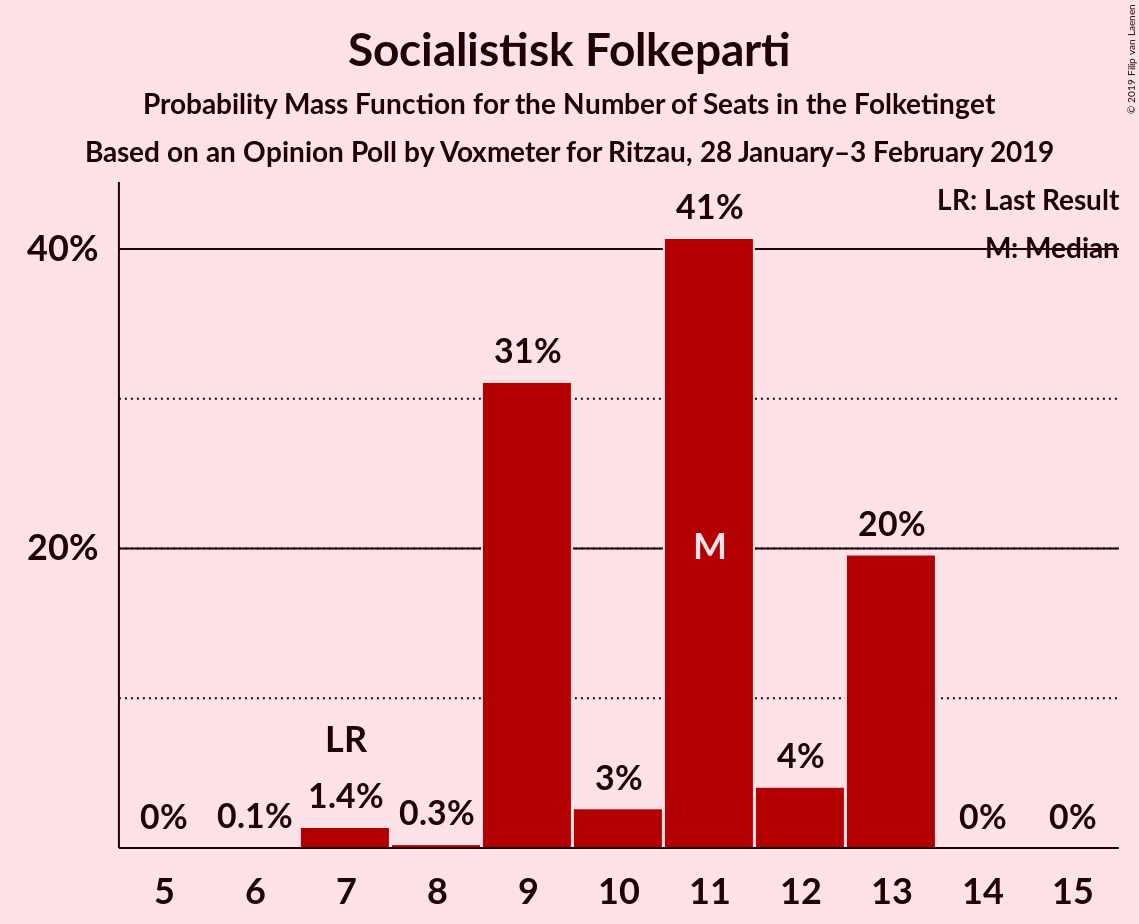 Socialistisk Folkeparti
Probability Mass Function for the Number of Seats in the Folketinget
Based on an Opinion Poll by Voxmeter for Ritzau, 28 January–3 February 2019
© 2019 Filip van Laenen
LR: Last Result
M: Median
41%
40%
31%
20%
20%
M
LR
4%
3%
1.4%
0.3%
0%
0.1%
0%
0%
5 6 7 8 9 10 11 12 13 14 15